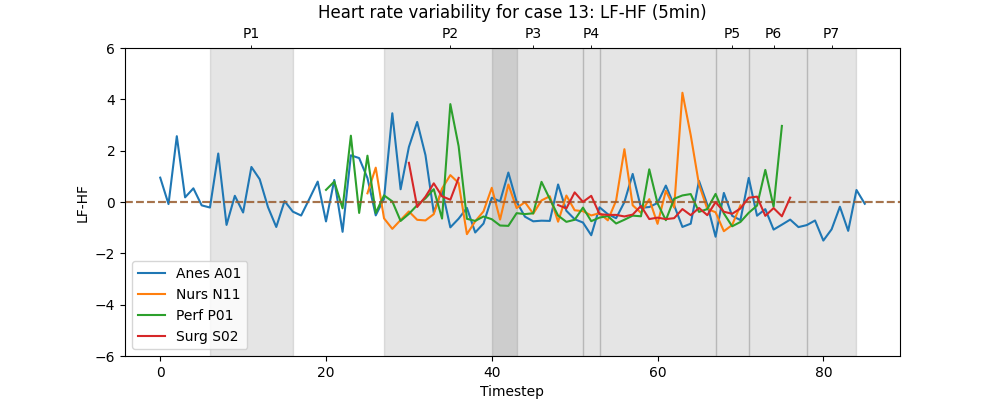 Heart rate variability for case 13: LF-HF (5min)
P1 P2 P3 P4 P5 P6 P7
6
4
2
0
−2
−4
−6
LF-HF
Anes A01
Nurs N11
Perf P01
Surg S02
0 20 40 60 80
Timestep